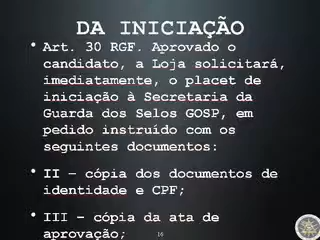 DA INICIAÇÃO
• Art. 30 RGF. Aprovado o
candidato, a Loja solicitará,
imediatamente, o placet de
iniciação à Secretaria da
Guarda dos Selos GOSP, em
pedido instruído com os
seguintes documentos:
• II – cópia dos documentos de
identidade e CPF;
• III – cópia da ata de
aprovação;
16